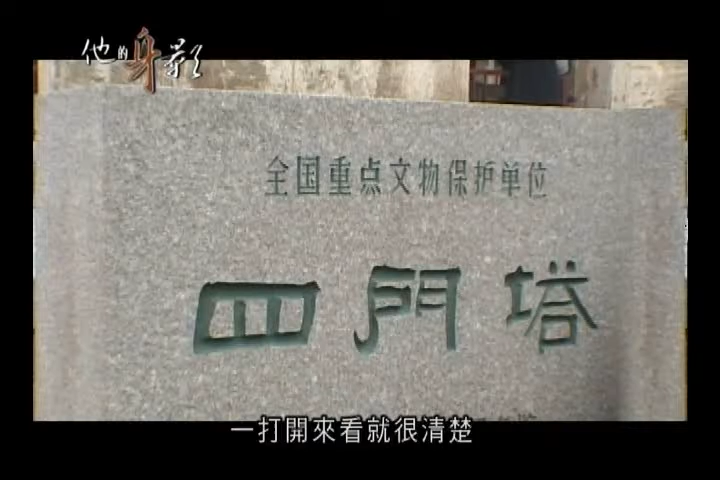 他的身影
全国重点文物保护单位
四門塔
一打開來看就很清楚